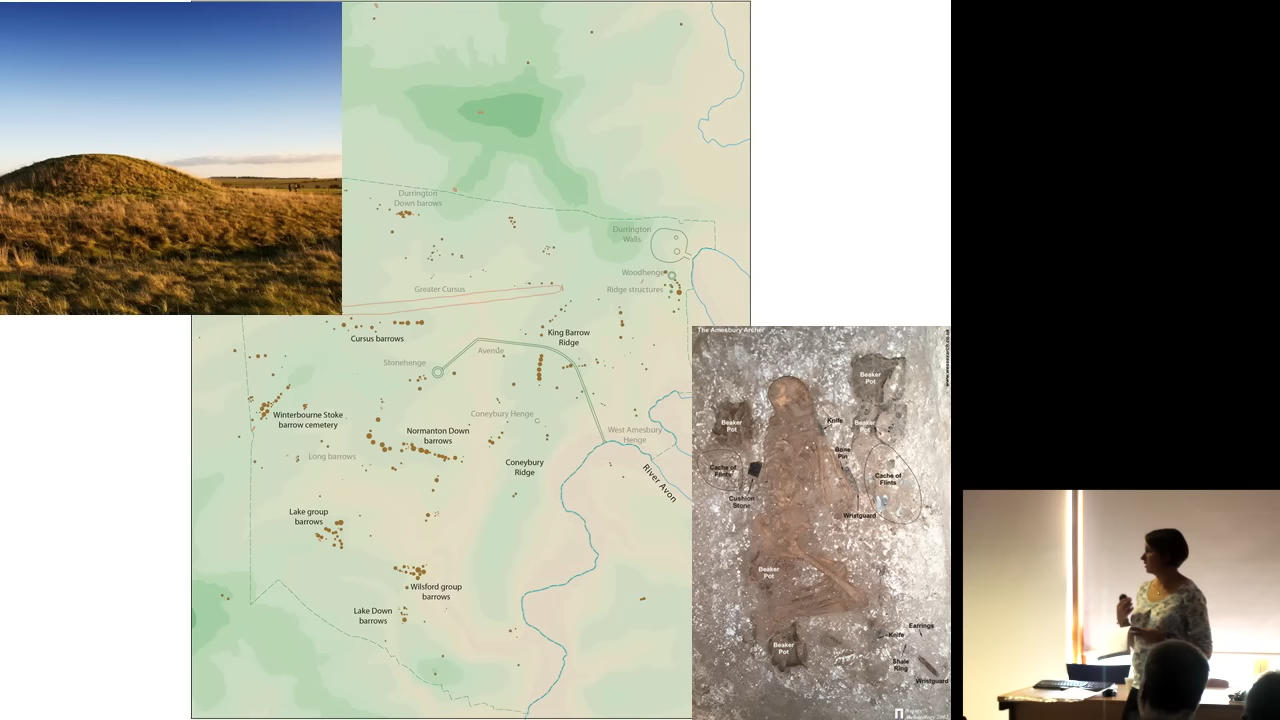 Durrington
Down barrows
Durrington
Walls
Woodhenge
Ridge structures
Greater Cursus
Cursus barrows
King Barrow
Ridge
Avenue
Stonehenge
Winterbourne Stoke
barrow cemetery
Coneybury Henge
Normanton Down
barrows
West Amesbury
Henge
Long barrows
Coneybury
Ridge
River Avon
Lake group
barrows
Wilsford group
barrows
Lake Down
barrows
The Amesbury Archer
Beaker
Pot
Beaker
Pot
Knife
Beaker
Pot
Bone
Pin
Cache of
Flints
Cache of
Flints
Cushion
Stone
Wristguard
Beaker
Pot
Earrings
Knife
Beaker
Pot
Shale
Ring
Wristguard